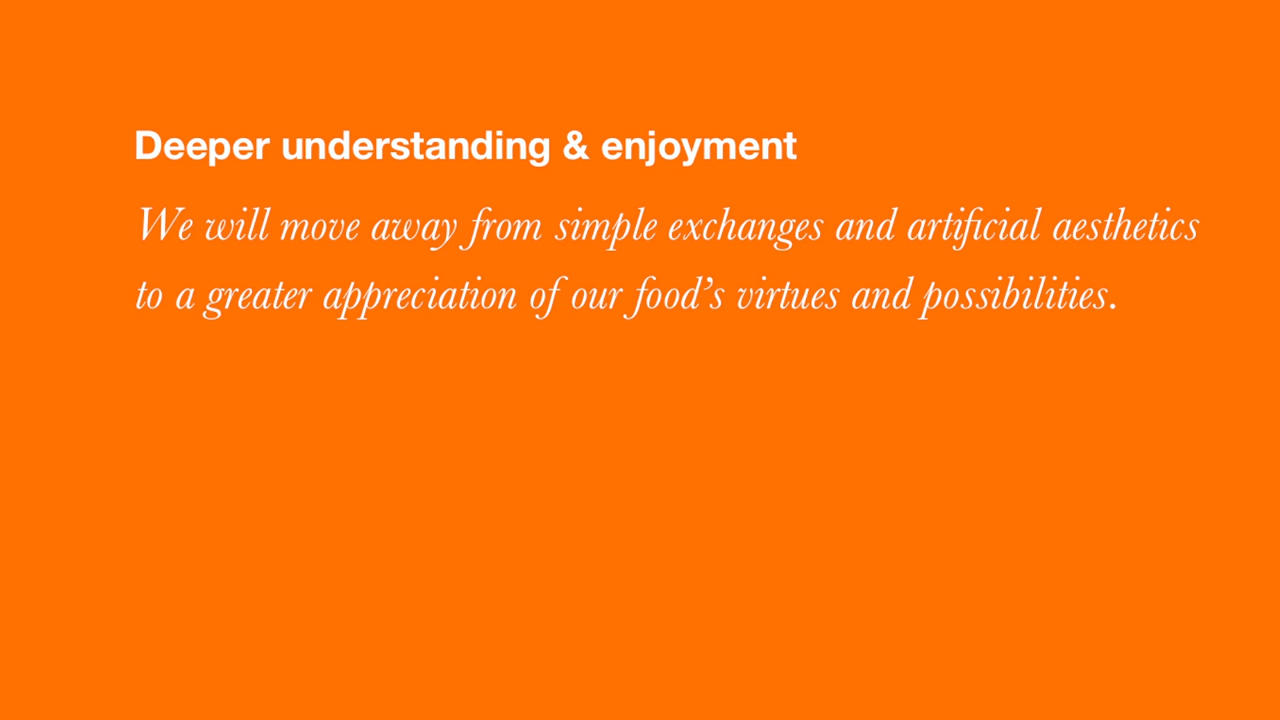 Deeper understanding & enjoyment
We will move away from simple exchanges and artificial aesthetics
to a greater appreciation of our food’s virtues and possibilities.